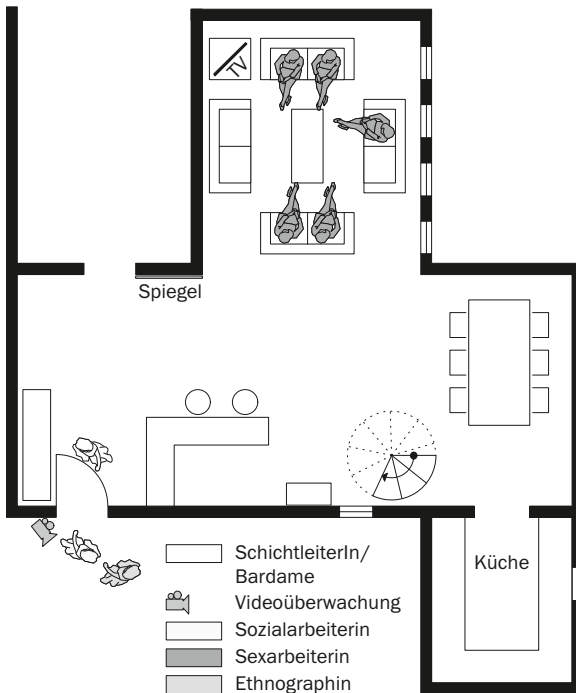 TV
Spiegel
Küche
SchichtleiterIn/
Bardame
Videoüberwachung
Sozialarbeiterin
Sexarbeiterin
Ethnographin